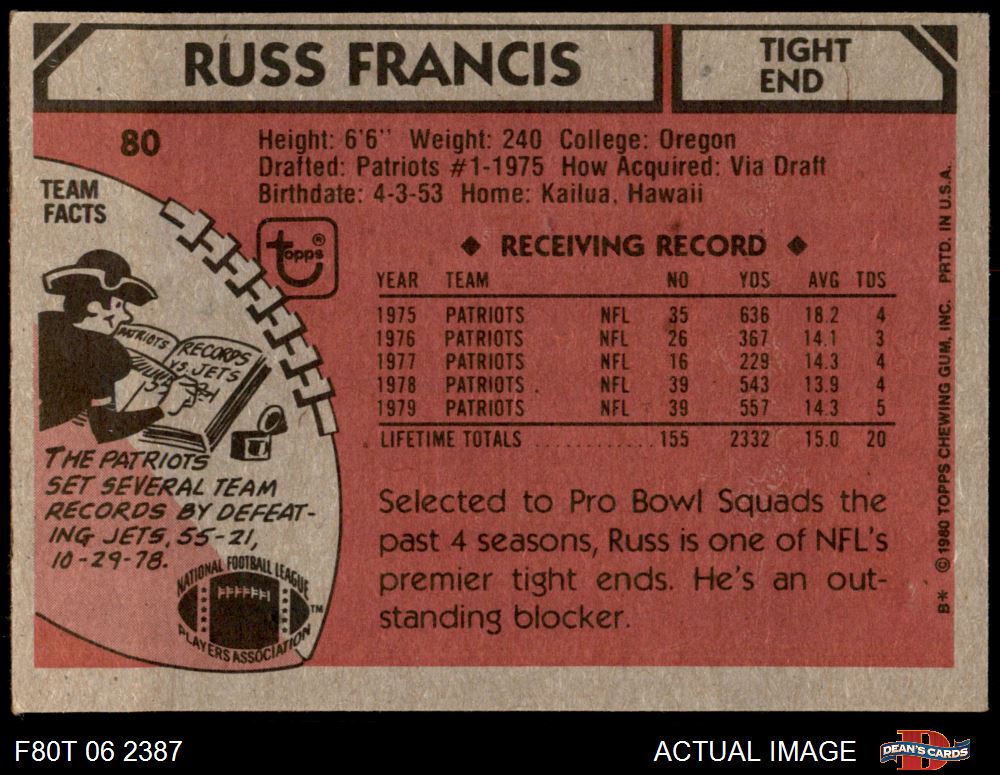 RUSS FRANCIS
TIGHT
END
80
Height: 6'6" Weight: 240 College: Oregon
Drafted: Patriots #1-1975 How Acquired: Via Draft
Birthdate: 4-3-53 Home: Kailua, Hawaii
TEAM
FACTS
topps®
PATRIOTS
RECORDS
VS. JETS
THE PATRIOTS
SET SEVERAL TEAM
RECORDS BY DEFEAT-
ING JETS, 55-21,
10-29-78.
NATIONAL FOOTBALL LEAGUE
PLAYERS ASSOCIATION
™
◆ RECEIVING RECORD ◆
YEAR TEAM NO YDS AVG TDS
1975 PATRIOTS NFL 35 636 18.2 4
1976 PATRIOTS NFL 26 367 14.1 3
1977 PATRIOTS NFL 16 229 14.3 4
1978 PATRIOTS NFL 39 543 13.9 4
1979 PATRIOTS NFL 39 557 14.3 5
LIFETIME TOTALS ............ 155 2332 15.0 20
Selected to Pro Bowl Squads the
past 4 seasons, Russ is one of NFL's
premier tight ends. He's an out-
standing blocker.
B* © 1980 TOPPS CHEWING GUM, INC. PRTD. IN U.S.A.
F80T 06 2387
ACTUAL IMAGE
D
DEAN'S CARDS